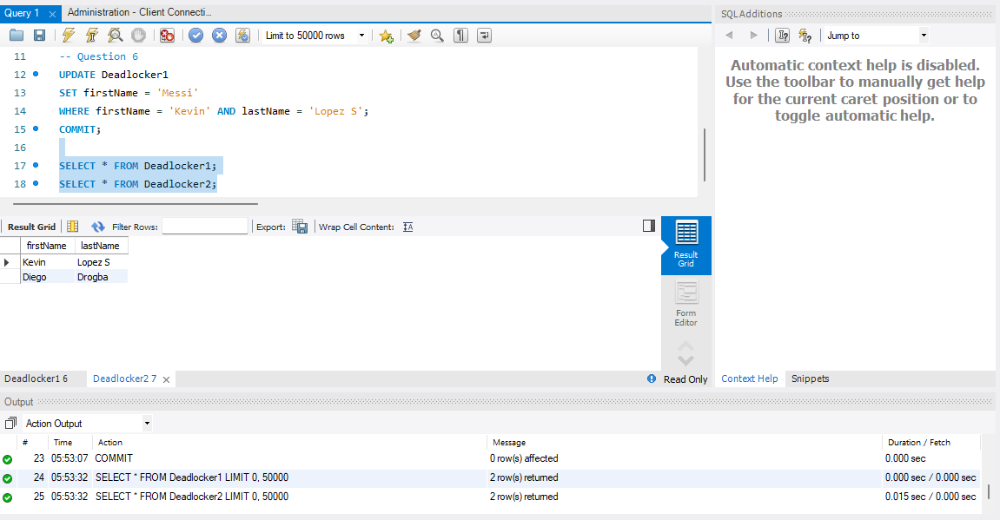 Query 1
Administration - Client Connecti...
SQLAdditions
Limit to 50000 rows
Jump to
11 -- Question 6
12 UPDATE Deadlocker1
13 SET firstName = 'Messi'
14 WHERE firstName = 'Kevin' AND lastName = 'Lopez S';
15 COMMIT;
16
17 SELECT * FROM Deadlocker1;
18 SELECT * FROM Deadlocker2;
Automatic context help is disabled.
Use the toolbar to manually get help
for the current caret position or to
toggle automatic help.
Result Grid Filter Rows: Export: Wrap Cell Content:
firstName lastName
Kevin Lopez S
Diego Drogba
Result
Grid
Form
Editor
Deadlocker1 6 Deadlocker2 7 Read Only
Context Help Snippets
Output
Action Output
# Time Action Message Duration / Fetch
23 05:53:07 COMMIT 0 row(s) affected 0.000 sec
24 05:53:32 SELECT * FROM Deadlocker1 LIMIT 0, 50000 2 row(s) returned 0.000 sec / 0.000 sec
25 05:53:32 SELECT * FROM Deadlocker2 LIMIT 0, 50000 2 row(s) returned 0.015 sec / 0.000 sec